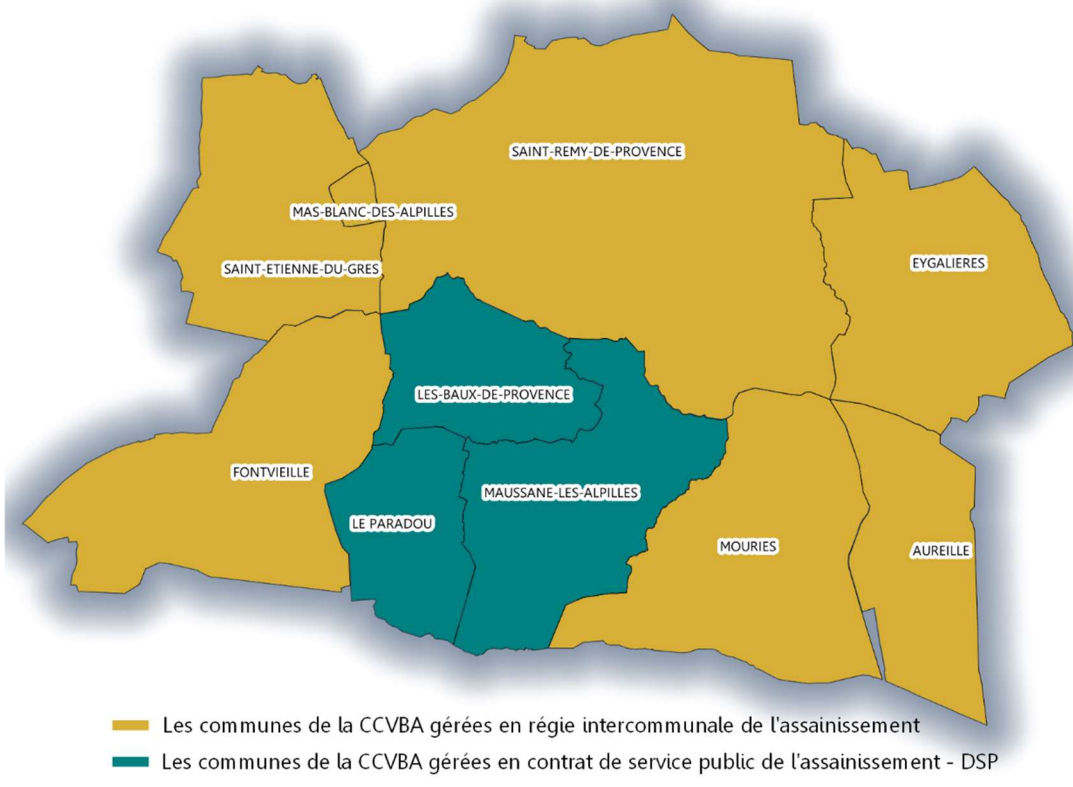 SAINT-REMY-DE-PROVENCE
MAS-BLANC-DES-ALPILLES
SAINT-ETIENNE-DU-GRES
EYGALIERES
LES-BAUX-DE-PROVENCE
FONTVIEILLE
MAUSSANE-LES-ALPILLES
LE PARADOU
MOURIES
AUREILLE
Les communes de la CCVBA gérées en régie intercommunale de l'assainissement
Les communes de la CCVBA gérées en contrat de service public de l'assainissement - DSP